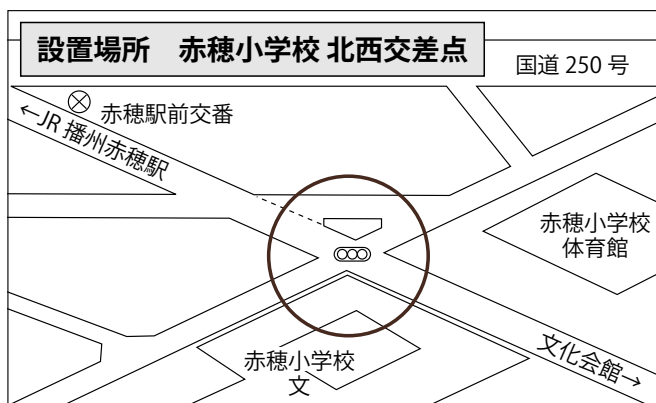 設置場所　赤穂小学校 北西交差点
国道 250 号
赤穂駅前交番
←JR 播州赤穂駅
赤穂小学校
体育館
赤穂小学校
文
文化会館→